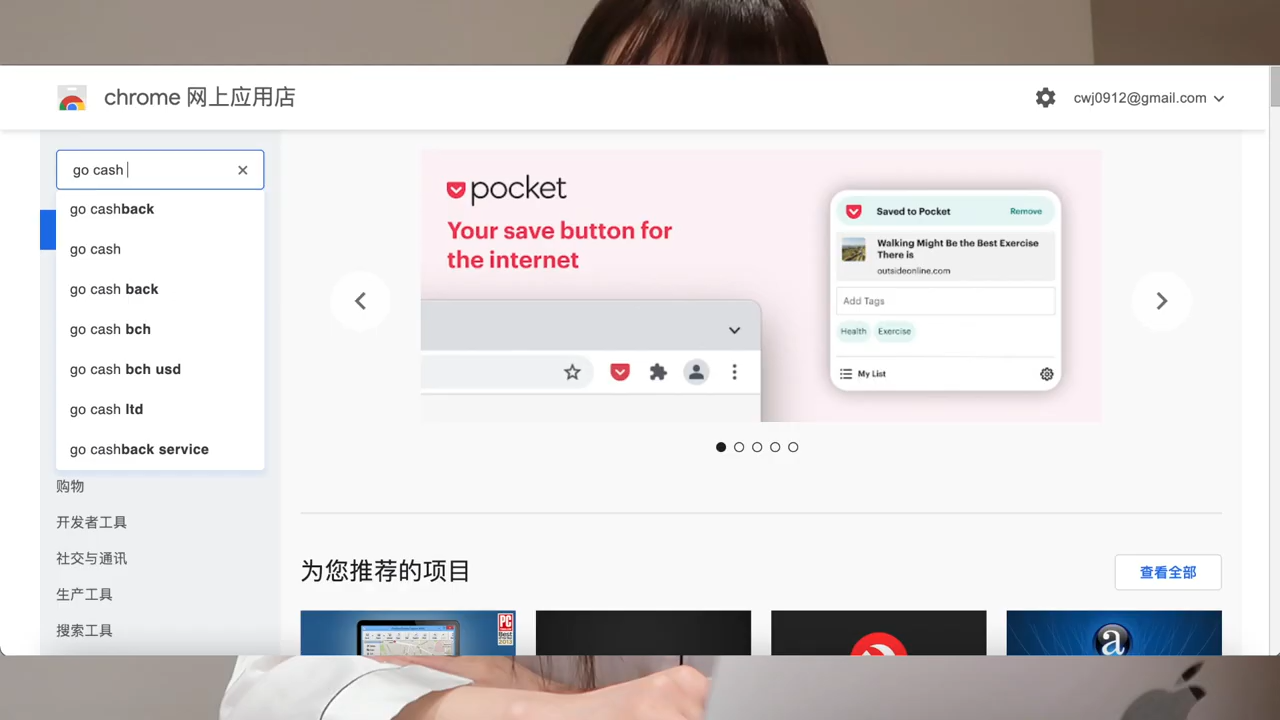 chrome 网上应用店
cwj0912@gmail.com
go cash
go cashback
go cash
go cash back
go cash bch
go cash bch usd
go cash ltd
go cashback service
购物
开发者工具
社交与通讯
生产工具
搜索工具
pocket
Your save button for
the internet
Saved to Pocket
Remove
Walking Might Be the Best Exercise
There is
outsideonline.com
Add Tags
Health
Exercise
My List
为您推荐的项目
查看全部
PC
a